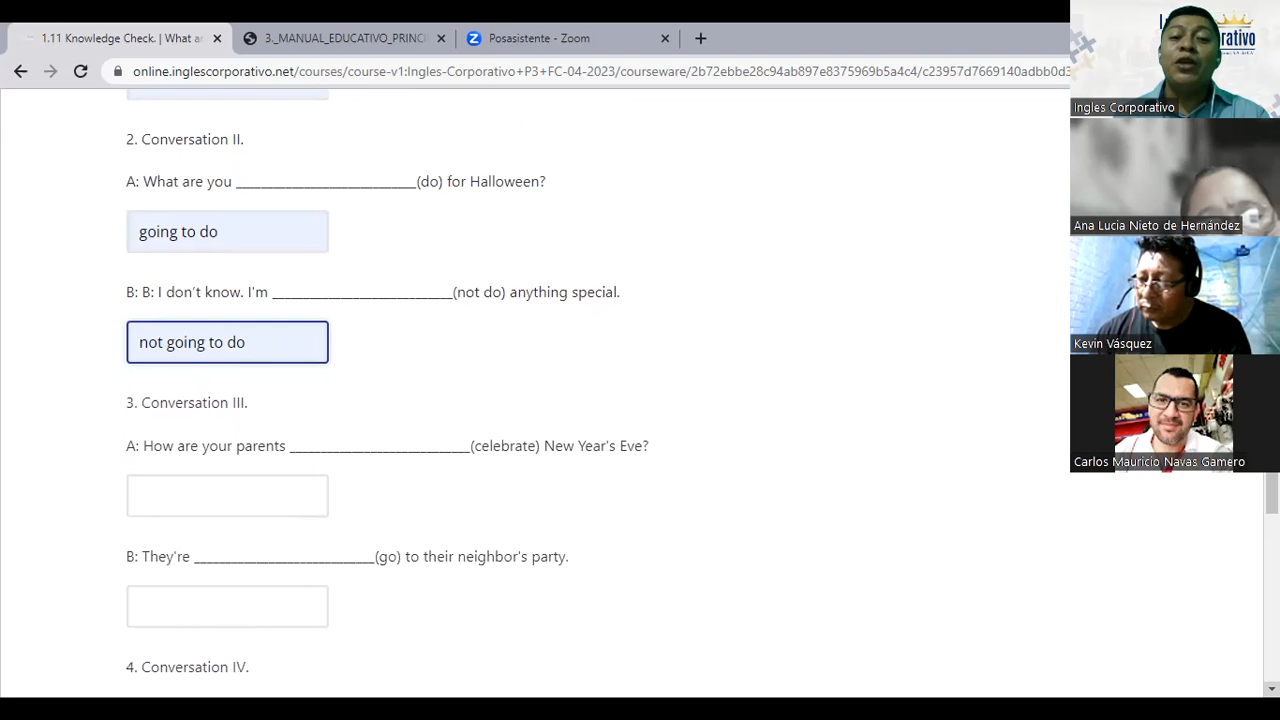 1.11 Knowledge Check. | What a
3._MANUAL_EDUCATIVO_PRINC
Posasistente - Zoom
online.inglescorporativo.net/courses/course-v1:Ingles-Corporativo+P3+FC-04-2023/courseware/2b72ebbe28c94ab897e8375969b5a4c4/c23957d7669140adbb0d3
2. Conversation II.
A: What are you ____________________________(do) for Halloween?
going to do
B: B: I don't know. I'm ____________________________(not do) anything special.
not going to do
3. Conversation III.
A: How are your parents ____________________________(celebrate) New Year's Eve?
B: They're ____________________________(go) to their neighbor's party.
4. Conversation IV.
Ingles Corporativo
Ana Lucia Nieto de Hernández
Kevin Vásquez
Carlos Mauricio Navas Gamero